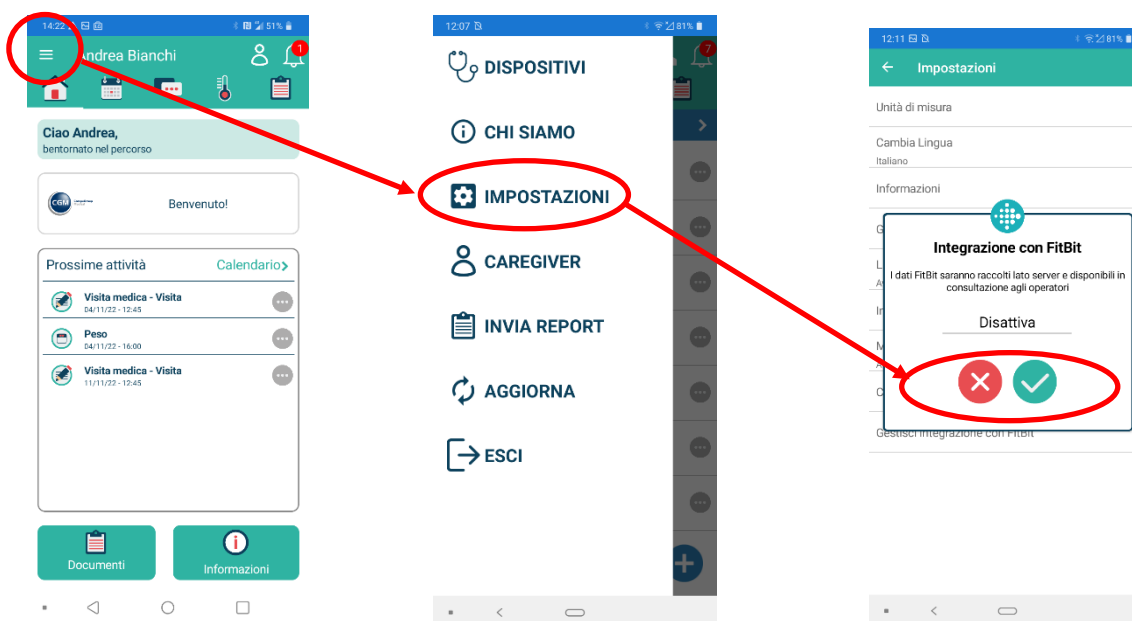 14:22
51%
Andrea Bianchi
1
Ciao Andrea,
bentornato nel percorso
CGM
Benvenuto!
Prossime attività
Calendario
Visita medica - Visita
04/11/22 - 12:45
Peso
04/11/22 - 16:00
Visita medica - Visita
11/11/22 - 12:45
Documenti
Informazioni
12:07
81%
7
DISPOSITIVI
CHI SIAMO
IMPOSTAZIONI
CAREGIVER
INVIA REPORT
AGGIORNA
ESCI
12:11
81%
Impostazioni
Unità di misura
Cambia Lingua
Italiano
Informazioni
Integrazione con FitBit
I dati FitBit saranno raccolti lato server e disponibili in
consultazione agli operatori
Disattiva
Gestisci integrazione con FitBit